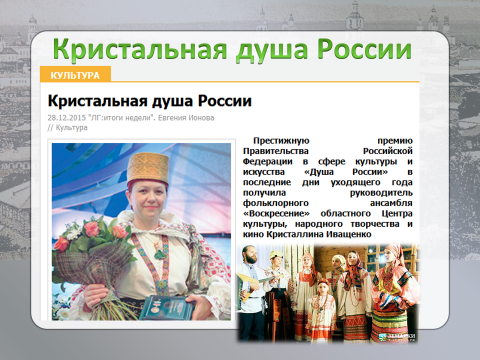 Кристальная душа России
КУЛЬТУРА
Кристальная душа России
28.12.2015 "ЛГ:итоги недели". Евгения Ионова
// Культура
Престижную премию
Правительства Российской
Федерации в сфере культуры и
искусства «Душа России» в
последние дни уходящего года
получила руководитель
фольклорного ансамбля
«Воскресение» областного Центра
культуры, народного творчества и
кино Кристаллина Иващенко